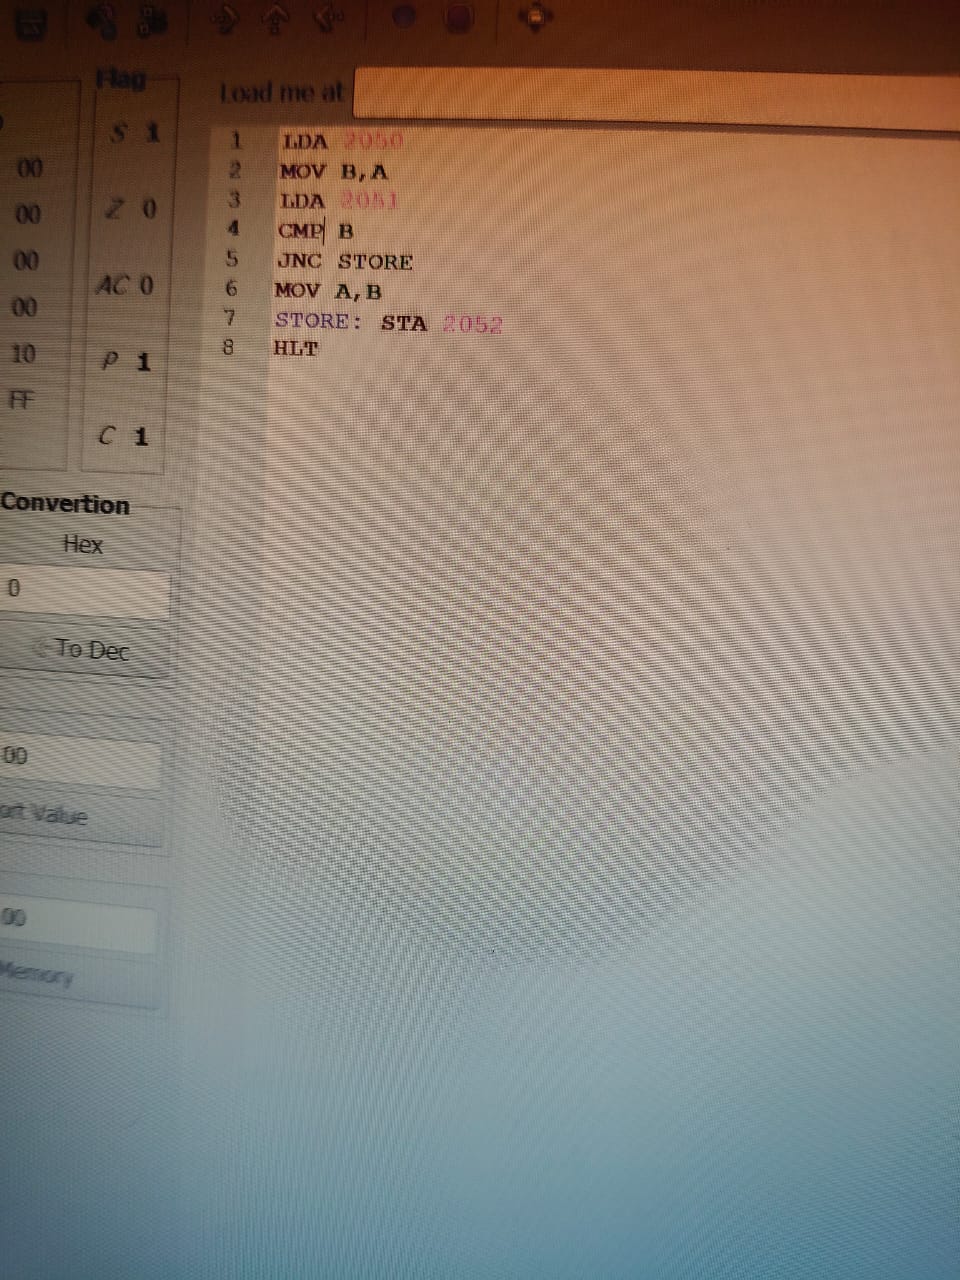 Flag
S 1
Z 0
AC 0
P 1
C 1
00
00
00
00
10
FF
Load me at
1 LDA 2050
2 MOV B,A
3 LDA 2051
4 CMP B
5 JNC STORE
6 MOV A,B
7 STORE: STA 2052
8 HLT
Convertion
Hex
0
To Dec
00
ort Value
00
Memory